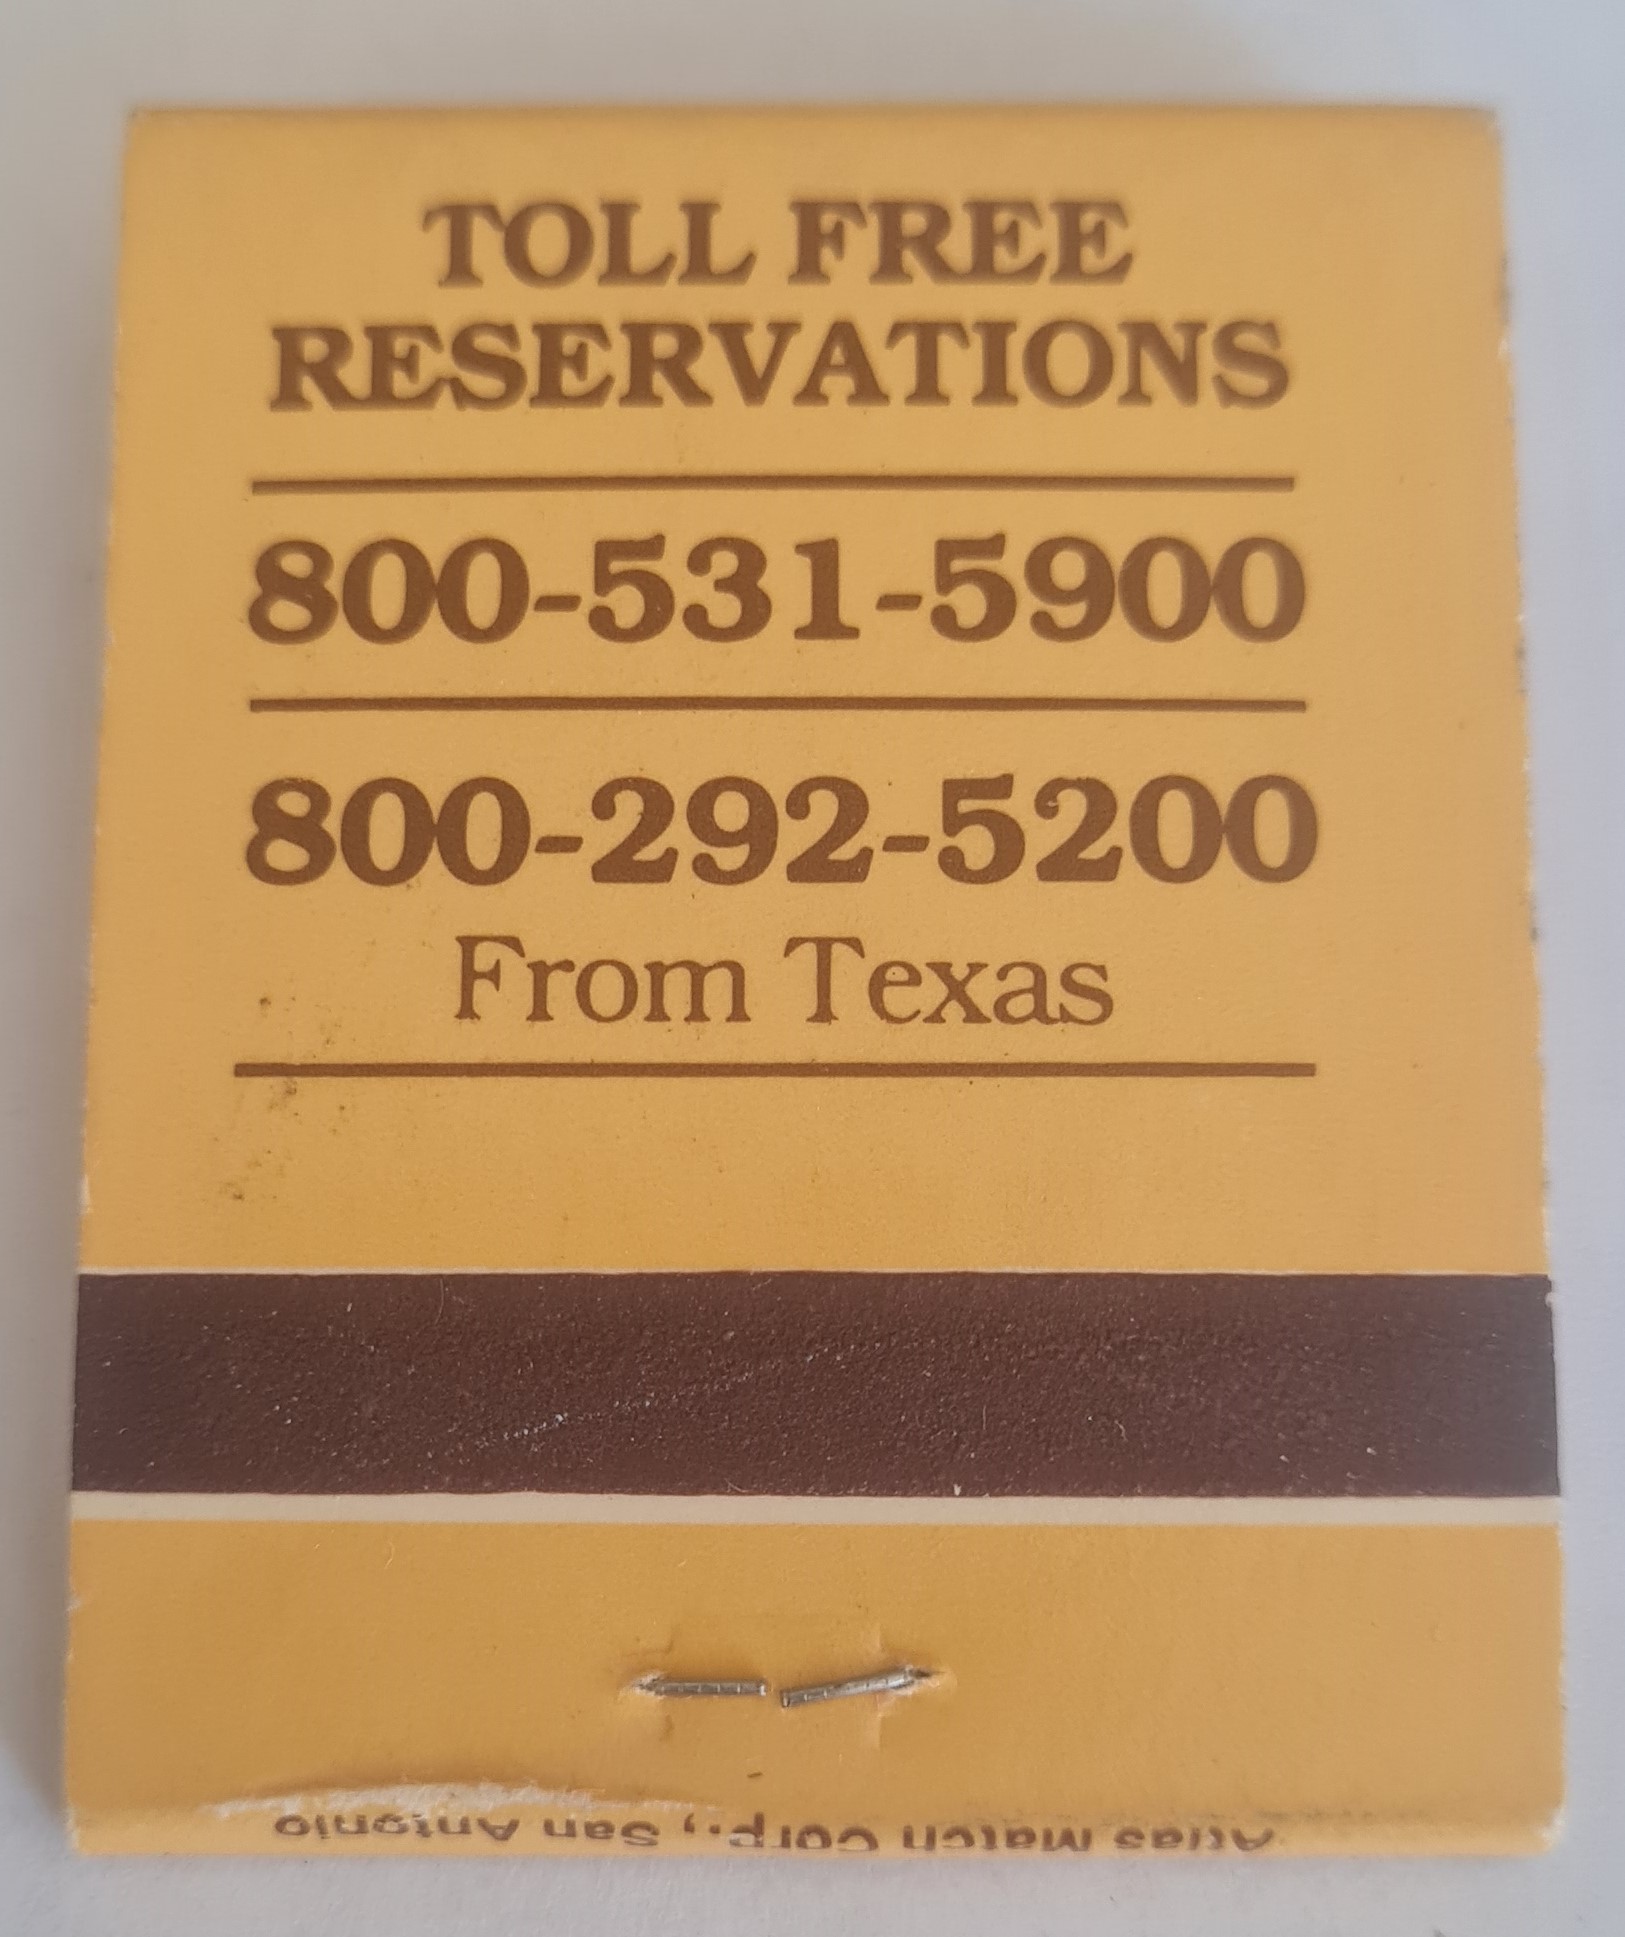 TOLL FREE
RESERVATIONS
800-531-5900
800-292-5200
From Texas
Atlas Match Corp., San Antonio